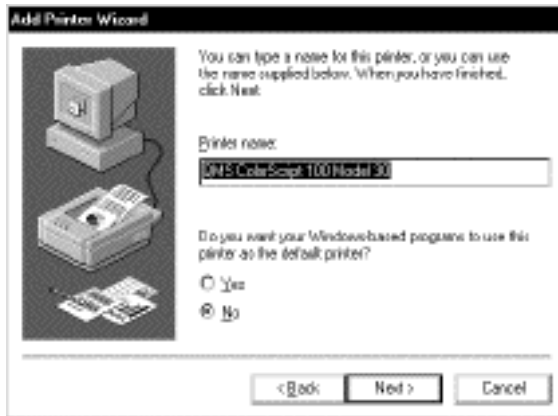 Add Printer Wizard
You can type a name for this printer, or you can use
the name supplied below. When you have finished,
click Next.
Printer name:
QMS ColorScript 100 Model 30
Do you want your Windows-based programs to use this
printer as the default printer?
Yes
No
< Back
Next >
Cancel